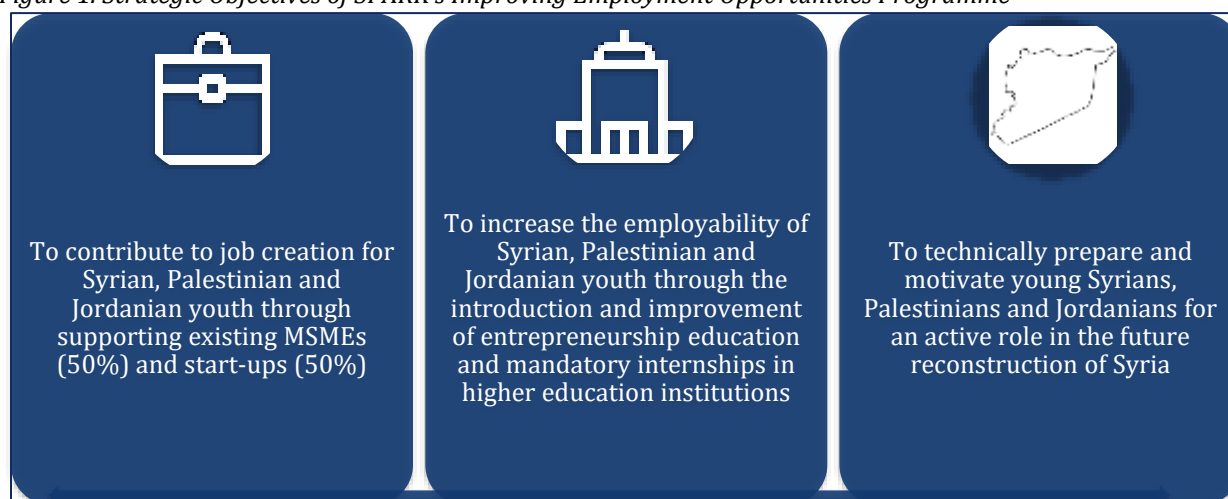 Figure 1: Strategic Objectives of SPARK's Improving Employment Opportunities Programme
To contribute to job creation for
Syrian, Palestinian and
Jordanian youth through
supporting existing MSMEs
(50%) and start-ups (50%)
To increase the employability of
Syrian, Palestinian and
Jordanian youth through the
introduction and improvement
of entrepreneurship education
and mandatory internships in
higher education institutions
To technically prepare and
motivate young Syrians,
Palestinians and Jordanians for
an active role in the future
reconstruction of Syria